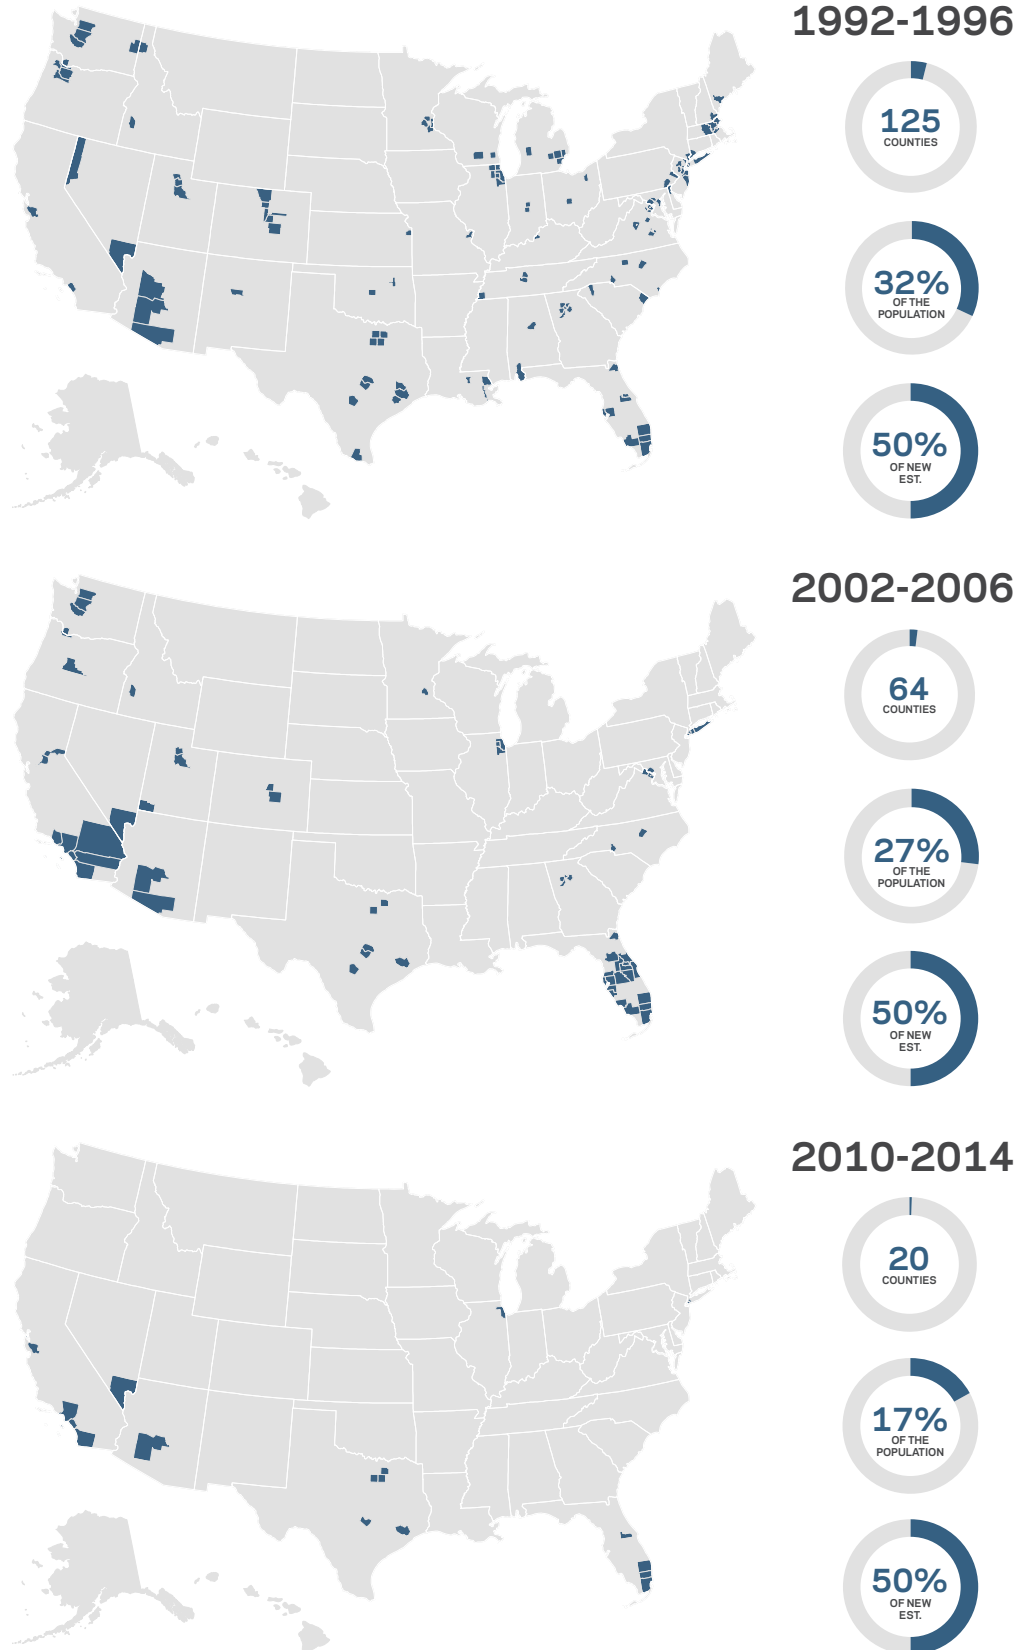 1992-1996
125
COUNTIES
32%
OF THE
POPULATION
50%
OF NEW
EST.
2002-2006
64
COUNTIES
27%
OF THE
POPULATION
50%
OF NEW
EST.
2010-2014
20
COUNTIES
17%
OF THE
POPULATION
50%
OF NEW
EST.